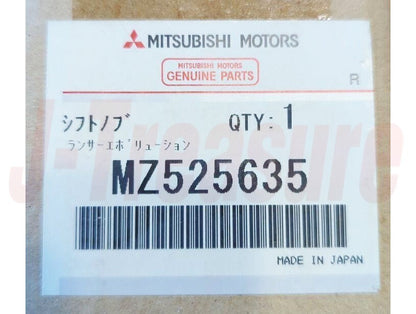 MITSUBISHI MOTORS
MITSUBISHI MOTORS
GENUINE PARTS
R
シフトノブ QTY: 1
ランサーエボリューション
MZ525635
MADE IN JAPAN
J-Treasure